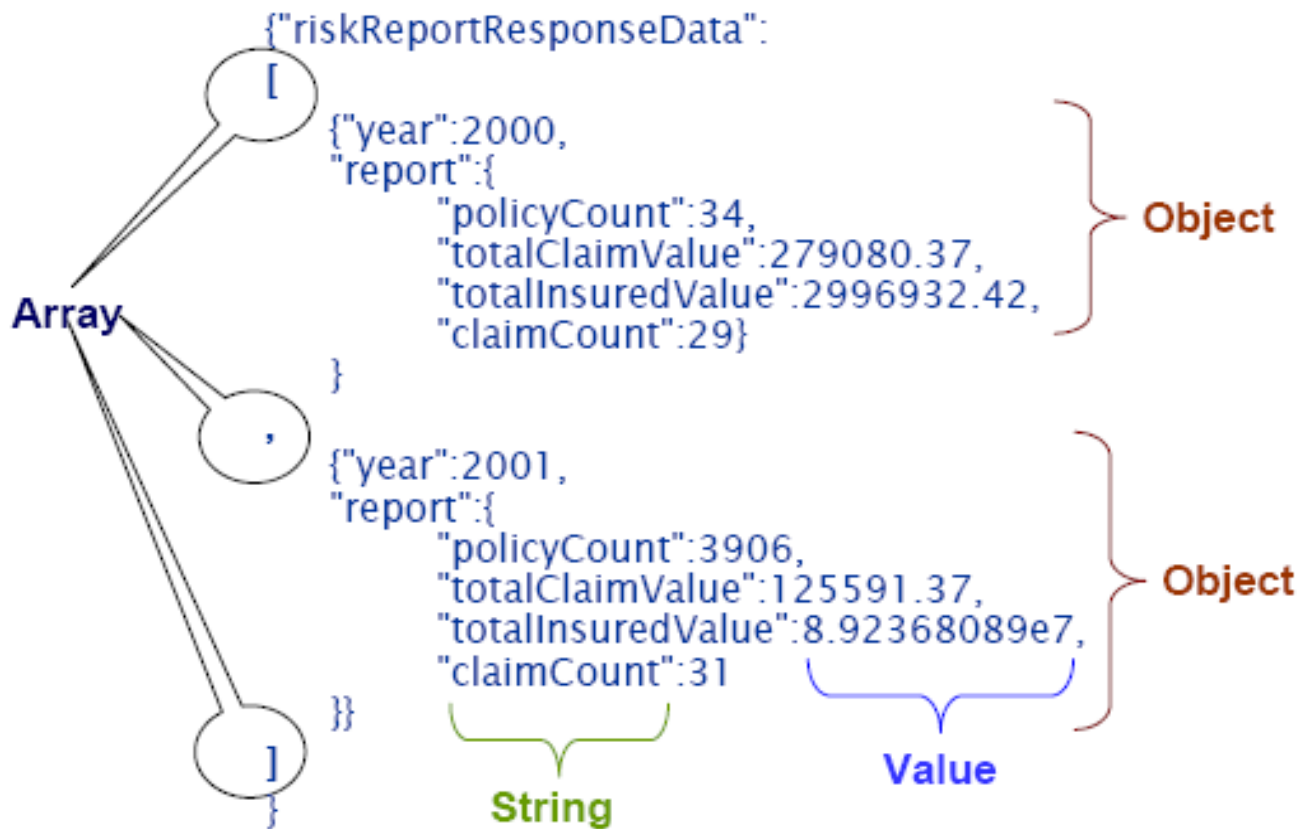 {"riskReportResponseData":
[
{"year":2000,
"report":{
"policyCount":34,
"totalClaimValue":279080.37,
"totalInsuredValue":2996932.42,
"claimCount":29}
}
,
{"year":2001,
"report":{
"policyCount":3906,
"totalClaimValue":125591.37,
"totalInsuredValue":8.92368089e7,
"claimCount":31
}}
]
}
Array
Object
Object
String
Value